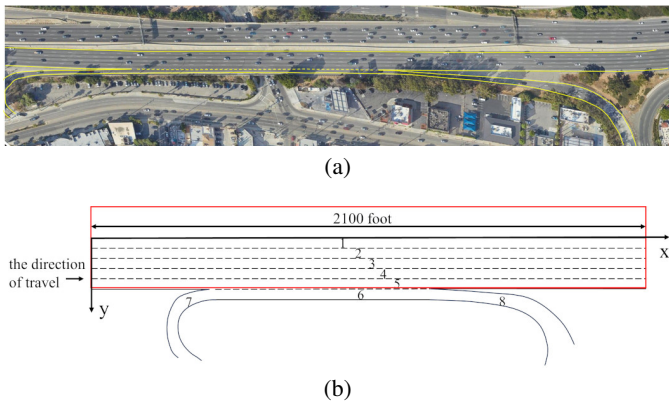 (a)
2100 foot
1
x
2
3
the direction
of travel
4
5
y
7
6
8
(b)